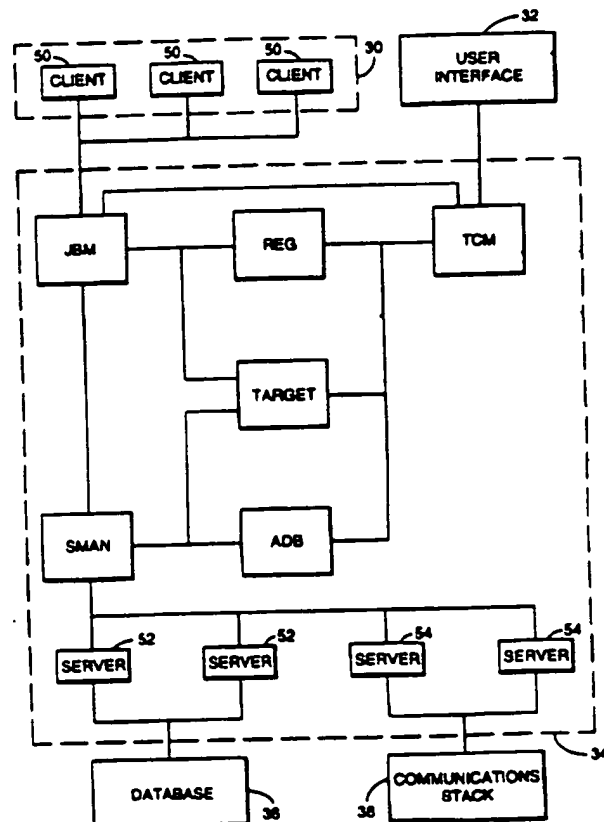 50 50 50 32
CLIENT CLIENT CLIENT 30
USER
INTERFACE
JBM REG TCM
TARGET
SMAN ADB
52 52 54 54
SERVER SERVER SERVER SERVER
34
DATABASE 36
COMMUNICATIONS
STACK
38